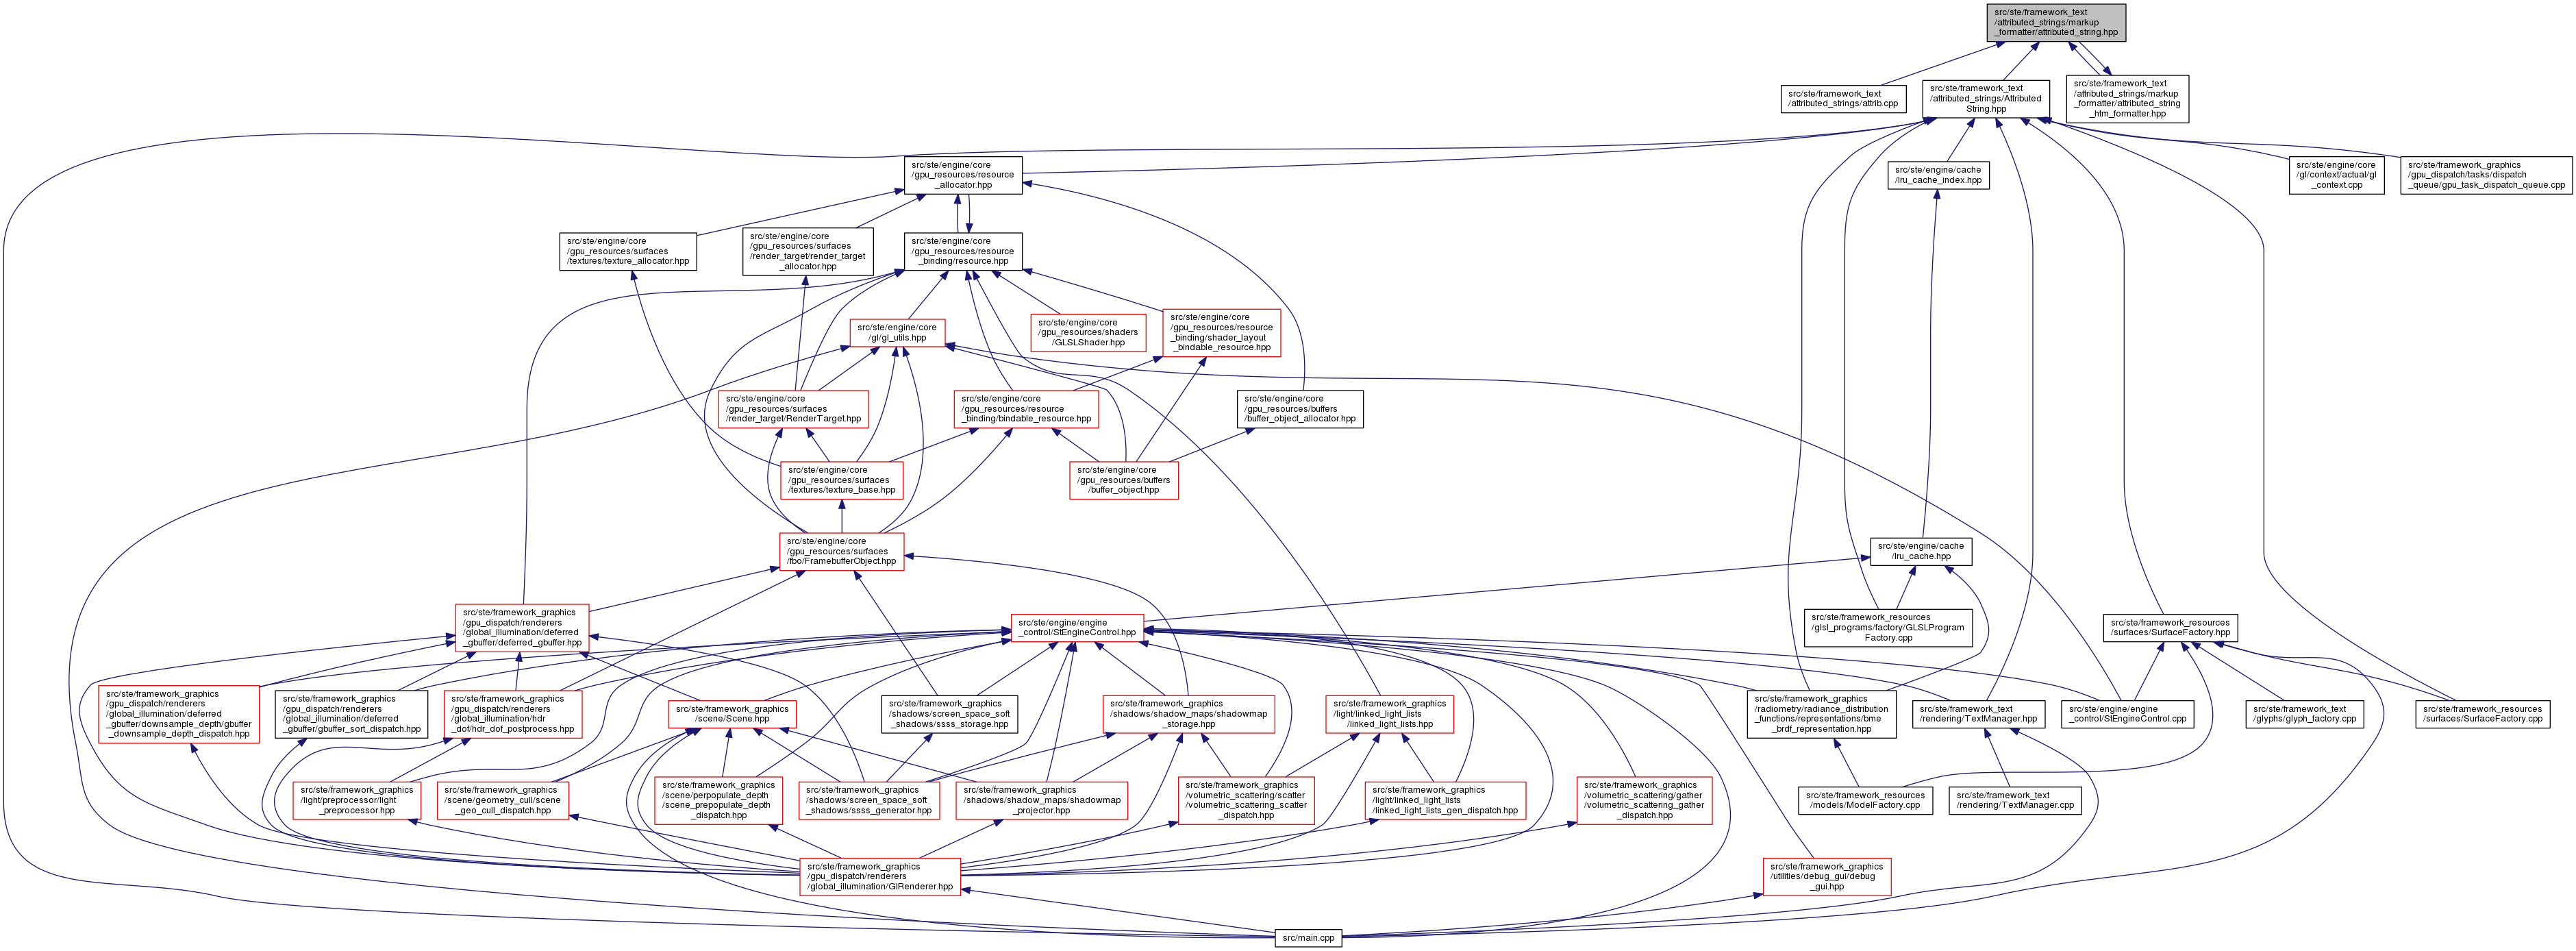 src/ste/framework_text
/attributed_strings/markup
_formatter/attributed_string.hpp
src/ste/framework_text
/attributed_strings/attrib.cpp
src/ste/framework_text
/attributed_strings/Attributed
String.hpp
src/ste/framework_text
/attributed_strings/markup
_formatter/attributed_string
_htm_formatter.hpp
src/ste/engine/core
/gpu_resources/resource
_allocator.hpp
src/ste/engine/cache
/lru_cache_index.hpp
src/ste/engine/core
/gl/context/actual/gl
_context.cpp
src/ste/framework_graphics
/gpu_dispatch/tasks/dispatch
_queue/gpu_task_dispatch_queue.cpp
src/ste/engine/core
/gpu_resources/surfaces
/textures/texture_allocator.hpp
src/ste/engine/core
/gpu_resources/surfaces
/render_target/render_target
_allocator.hpp
src/ste/engine/core
/gpu_resources/resource
_binding/resource.hpp
src/ste/engine/core
/gl/gl_utils.hpp
src/ste/engine/core
/gpu_resources/shaders
/GLSLShader.hpp
src/ste/engine/core
/gpu_resources/resource
_binding/shader_layout
_bindable_resource.hpp
src/ste/engine/core
/gpu_resources/surfaces
/render_target/RenderTarget.hpp
src/ste/engine/core
/gpu_resources/resource
_binding/bindable_resource.hpp
src/ste/engine/core
/gpu_resources/buffers
/buffer_object_allocator.hpp
src/ste/engine/core
/gpu_resources/surfaces
/textures/texture_base.hpp
src/ste/engine/core
/gpu_resources/buffers
/buffer_object.hpp
src/ste/engine/core
/gpu_resources/surfaces
/fbo/FramebufferObject.hpp
src/ste/engine/cache
/lru_cache.hpp
src/ste/framework_graphics
/gpu_dispatch/renderers
/global_illumination/deferred
_gbuffer/deferred_gbuffer.hpp
src/ste/engine/engine
_control/StEngineControl.hpp
src/ste/framework_resources
/glsl_programs/factory/GLSLProgram
Factory.cpp
src/ste/framework_resources
/surfaces/SurfaceFactory.hpp
src/ste/framework_graphics
/gpu_dispatch/renderers
/global_illumination/deferred
_gbuffer/downsample_depth/gbuffer
_downsample_depth_dispatch.hpp
src/ste/framework_graphics
/gpu_dispatch/renderers
/global_illumination/deferred
_gbuffer/gbuffer_sort_dispatch.hpp
src/ste/framework_graphics
/gpu_dispatch/renderers
/global_illumination/hdr
_dof/hdr_dof_postprocess.hpp
src/ste/framework_graphics
/scene/Scene.hpp
src/ste/framework_graphics
/shadows/screen_space_soft
_shadows/ssss_storage.hpp
src/ste/framework_graphics
/shadows/shadow_maps/shadowmap
_storage.hpp
src/ste/framework_graphics
/light/linked_light_lists
/linked_light_lists.hpp
src/ste/framework_graphics
/radiometry/radiance_distribution
_functions/representations/bme
_brdf_representation.hpp
src/ste/framework_text
/rendering/TextManager.hpp
src/ste/engine/engine
_control/StEngineControl.cpp
src/ste/framework_text
/glyphs/glyph_factory.cpp
src/ste/framework_resources
/surfaces/SurfaceFactory.cpp
src/ste/framework_graphics
/light/preprocessor/light
_preprocessor.hpp
src/ste/framework_graphics
/scene/geometry_cull/scene
_geo_cull_dispatch.hpp
src/ste/framework_graphics
/scene/perpopulate_depth
/scene_prepopulate_depth
_dispatch.hpp
src/ste/framework_graphics
/shadows/screen_space_soft
_shadows/ssss_generator.hpp
src/ste/framework_graphics
/shadows/shadow_maps/shadowmap
_projector.hpp
src/ste/framework_graphics
/volumetric_scattering/scatter
/volumetric_scattering_scatter
_dispatch.hpp
src/ste/framework_graphics
/light/linked_light_lists
/linked_light_lists_gen_dispatch.hpp
src/ste/framework_graphics
/volumetric_scattering/gather
/volumetric_scattering_gather
_dispatch.hpp
src/ste/framework_resources
/models/ModelFactory.cpp
src/ste/framework_text
/rendering/TextManager.cpp
src/ste/framework_graphics
/gpu_dispatch/renderers
/global_illumination/GIRenderer.hpp
src/ste/framework_graphics
/utilities/debug_gui/debug
_gui.hpp
src/main.cpp